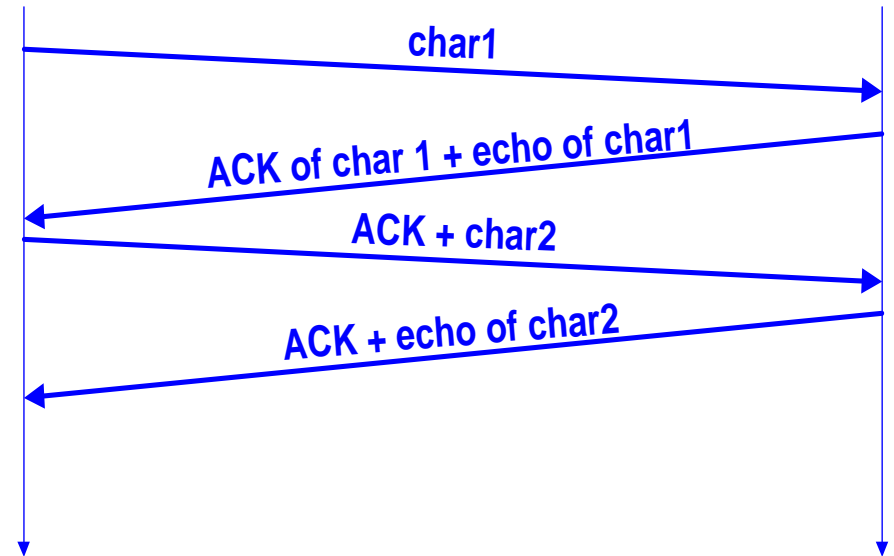 char1
ACK of char 1 + echo of char1
ACK + char2
ACK + echo of char2